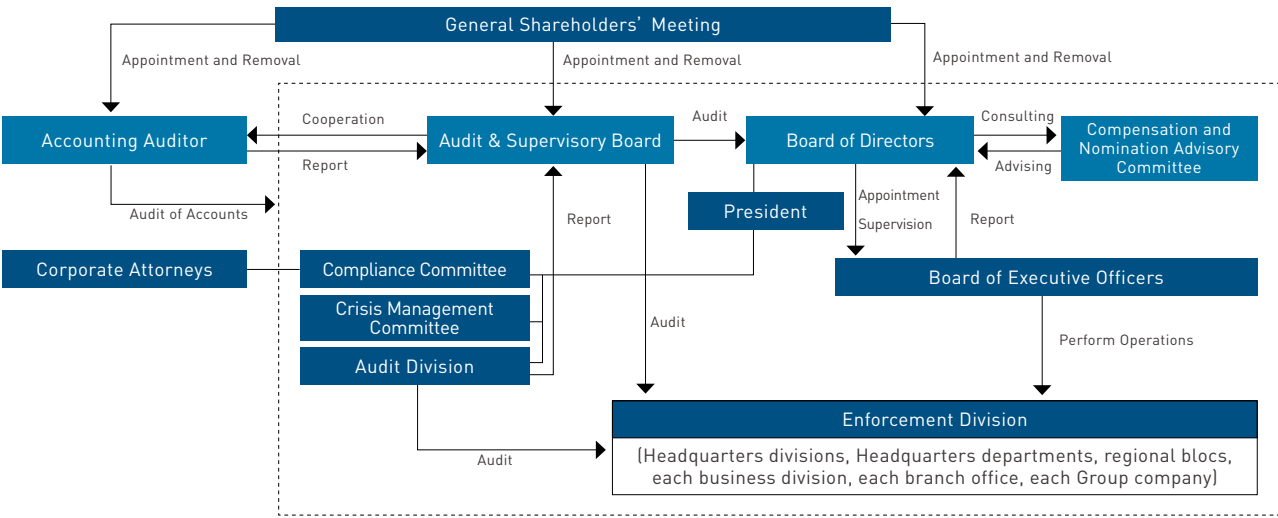 General Shareholders' Meeting
Appointment and Removal
Appointment and Removal
Appointment and Removal
Accounting Auditor
Cooperation
Report
Audit & Supervisory Board
Audit
Board of Directors
Consulting
Advising
Compensation and
Nomination Advisory
Committee
Audit of Accounts
Report
President
Appointment
Supervision
Report
Corporate Attorneys
Compliance Committee
Board of Executive Officers
Crisis Management
Committee
Audit
Perform Operations
Audit Division
Enforcement Division
Audit
(Headquarters divisions, Headquarters departments, regional blocs,
each business division, each branch office, each Group company)